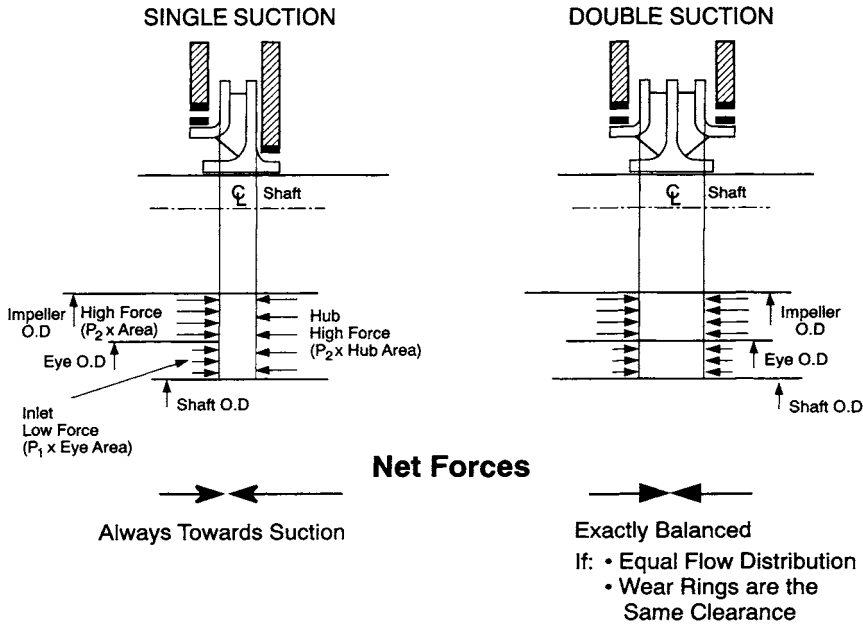 SINGLE SUCTION
DOUBLE SUCTION
℄ Shaft
℄ Shaft
Impeller
O.D
High Force
(P₂ x Area)
Eye O.D
Inlet
Low Force
(P₁ x Eye Area)
Shaft O.D
Hub
High Force
(P₂ x Hub Area)
Impeller
O.D
Eye O.D
Shaft O.D
Net Forces
Always Towards Suction
Exactly Balanced
If: • Equal Flow Distribution
• Wear Rings are the
Same Clearance